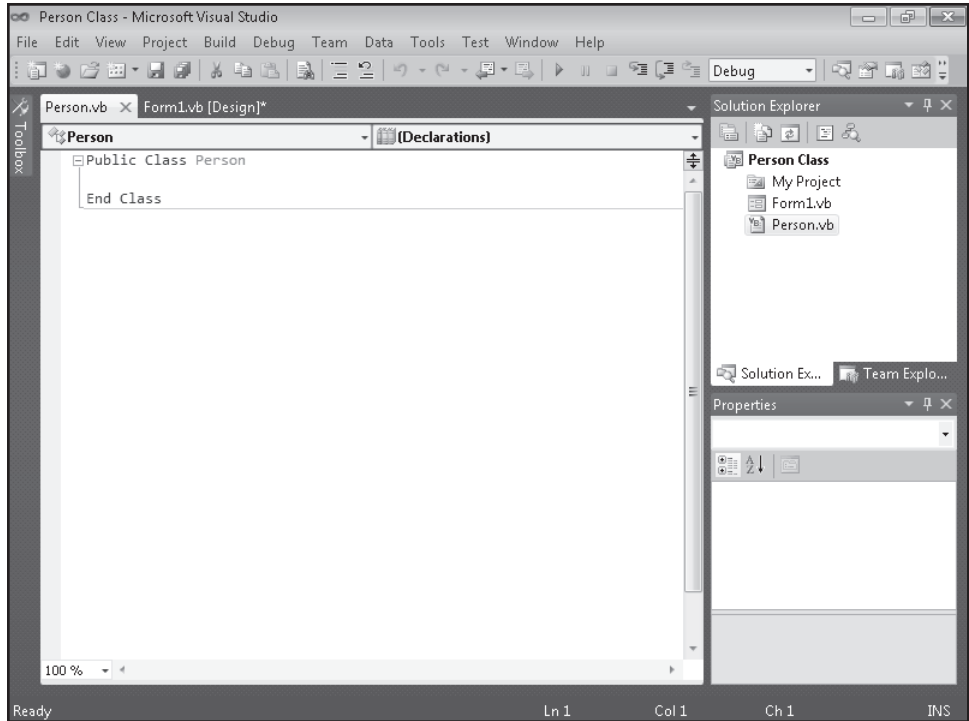 Person Class - Microsoft Visual Studio
File Edit View Project Build Debug Team Data Tools Test Window Help
Debug
Toolbox
Person.vb Form1.vb [Design]*
Person (Declarations)
Public Class Person
End Class
100 %
Solution Explorer
Person Class
My Project
Form1.vb
Person.vb
Solution Ex... Team Explo...
Properties
Ready Ln 1 Col 1 Ch 1 INS